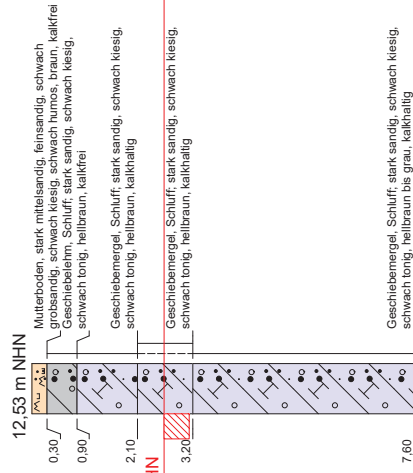 12,53 m NHN
Mutterboden, stark mittelsandig, feinsandig, schwach
grobsandig, schwach kiesig, schwach humos, braun, kalkfrei
0,30
Geschiebelehm, Schluff; stark sandig, schwach kiesig,
schwach tonig, hellbraun, kalkfrei
0,90
Geschiebemergel, Schluff; stark sandig, schwach kiesig,
schwach tonig, hellbraun, kalkhaltig
2,10
HN
Geschiebemergel, Schluff; stark sandig, schwach kiesig,
schwach tonig, hellbraun, kalkhaltig
3,20
Geschiebemergel, Schluff; stark sandig, schwach kiesig,
schwach tonig, hellbraun bis grau, kalkhaltig
7,60